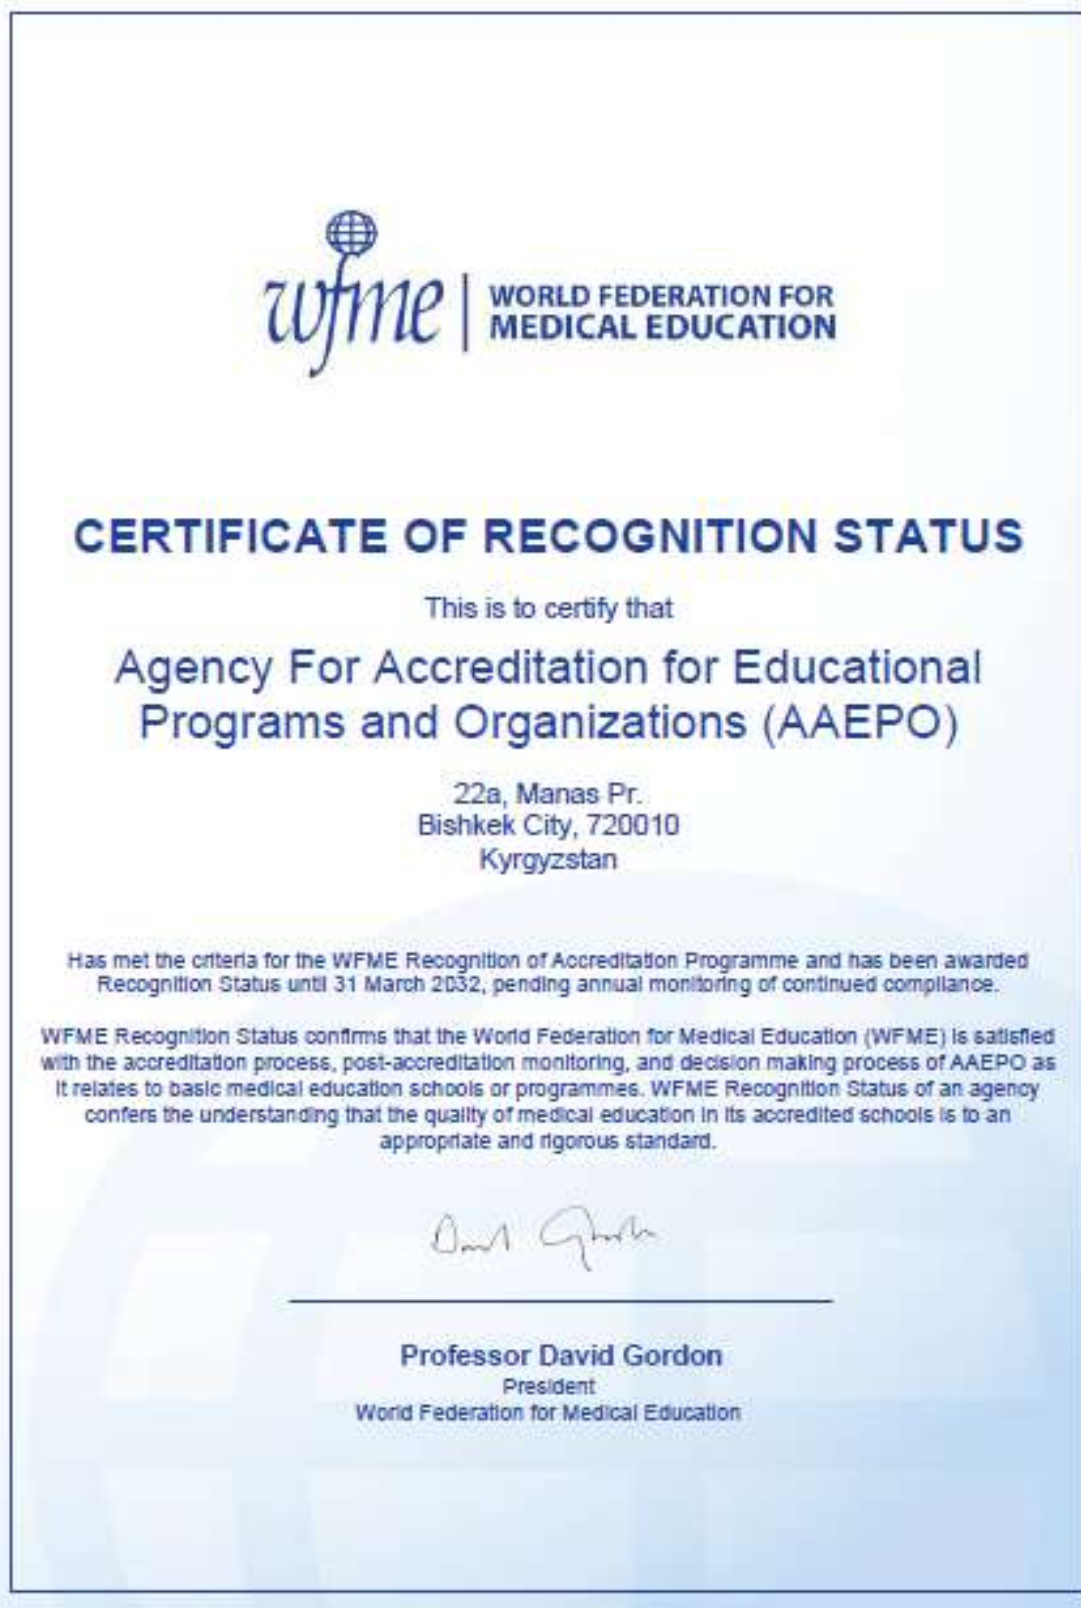 wfme
WORLD FEDERATION FOR
MEDICAL EDUCATION
CERTIFICATE OF RECOGNITION STATUS
This is to certify that
Agency For Accreditation for Educational
Programs and Organizations (AAEPO)
22a, Manas Pr.
Bishkek City, 720010
Kyrgyzstan
Has met the criteria for the WFME Recognition of Accreditation Programme and has been awarded
Recognition Status until 31 March 2032, pending annual monitoring of continued compliance.
WFME Recognition Status confirms that the World Federation for Medical Education (WFME) is satisfied
with the accreditation process, post-accreditation monitoring, and decision making process of AAEPO as
it relates to basic medical education schools or programmes. WFME Recognition Status of an agency
confers the understanding that the quality of medical education in its accredited schools is to an
appropriate and rigorous standard.
David Gordon
Professor David Gordon
President
World Federation for Medical Education